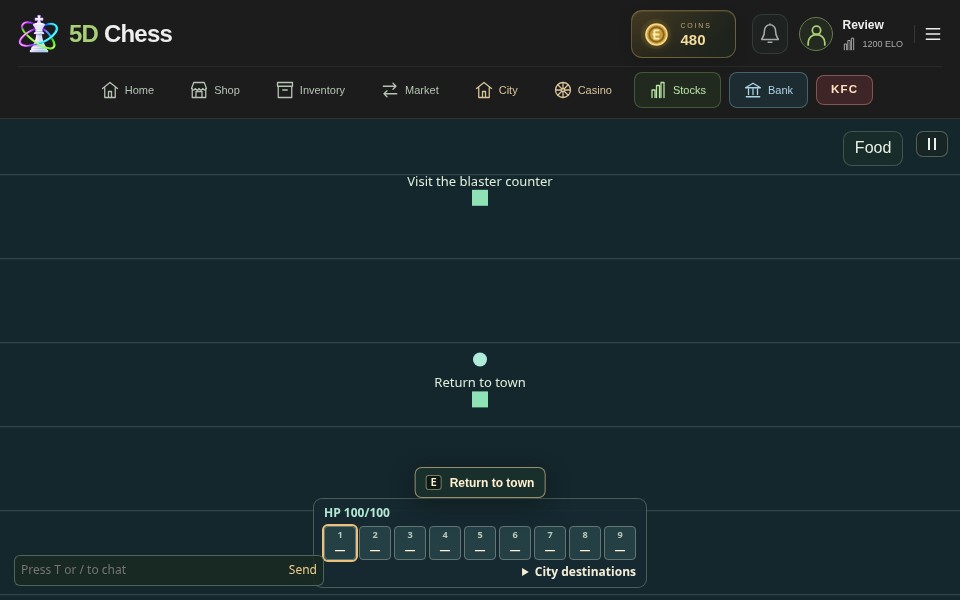 5D Chess
COINS
480
Review
1200 ELO
Home
Shop
Inventory
Market
City
Casino
Stocks
Bank
KFC
Food
Visit the blaster counter
Return to town
E Return to town
HP 100/100
1 2 3 4 5 6 7 8 9
— — — — — — — — —
City destinations
Press T or / to chat
Send